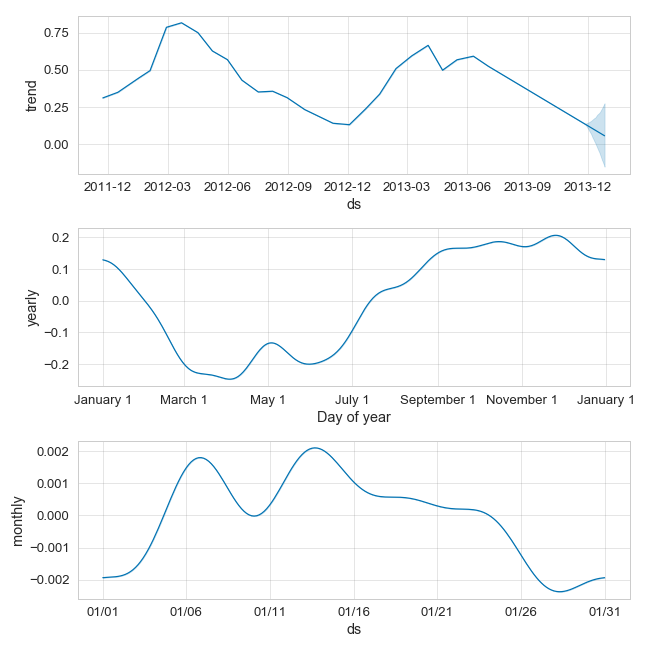 0.75
0.50
0.25
0.00
trend
2011-12 2012-03 2012-06 2012-09 2012-12 2013-03 2013-06 2013-09 2013-12
ds
0.2
0.1
0.0
−0.1
−0.2
yearly
January 1 March 1 May 1 July 1 September 1 November 1 January 1
Day of year
0.002
0.001
0.000
−0.001
−0.002
monthly
01/01 01/06 01/11 01/16 01/21 01/26 01/31
ds